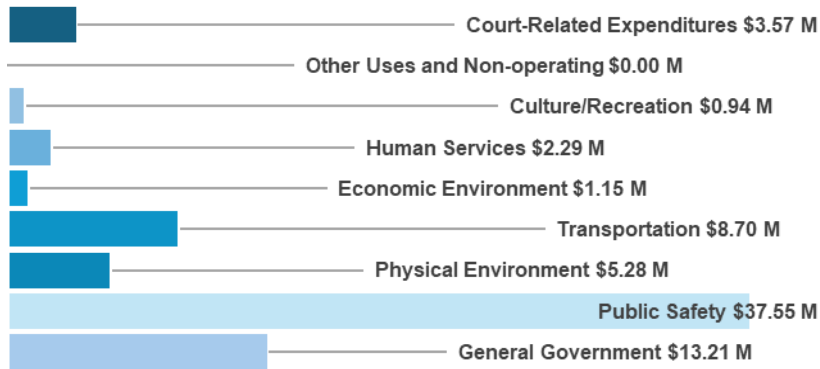 Court-Related Expenditures $3.57 M
Other Uses and Non-operating $0.00 M
Culture/Recreation $0.94 M
Human Services $2.29 M
Economic Environment $1.15 M
Transportation $8.70 M
Physical Environment $5.28 M
Public Safety $37.55 M
General Government $13.21 M